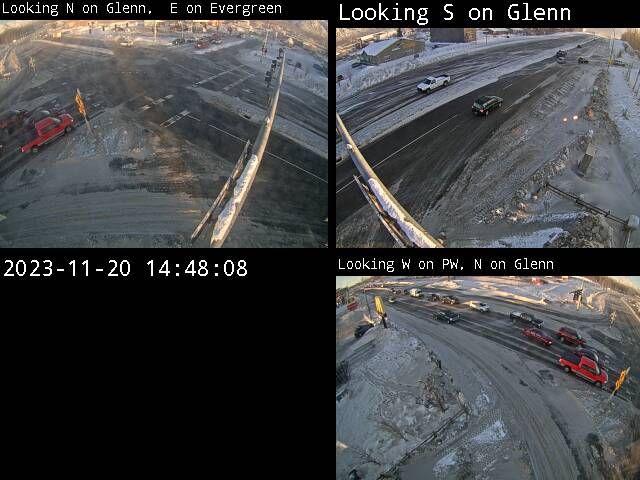 Looking N on Glenn,  E on Evergreen
Looking S on Glenn
2023-11-20 14:48:08
Looking W on PW, N on Glenn